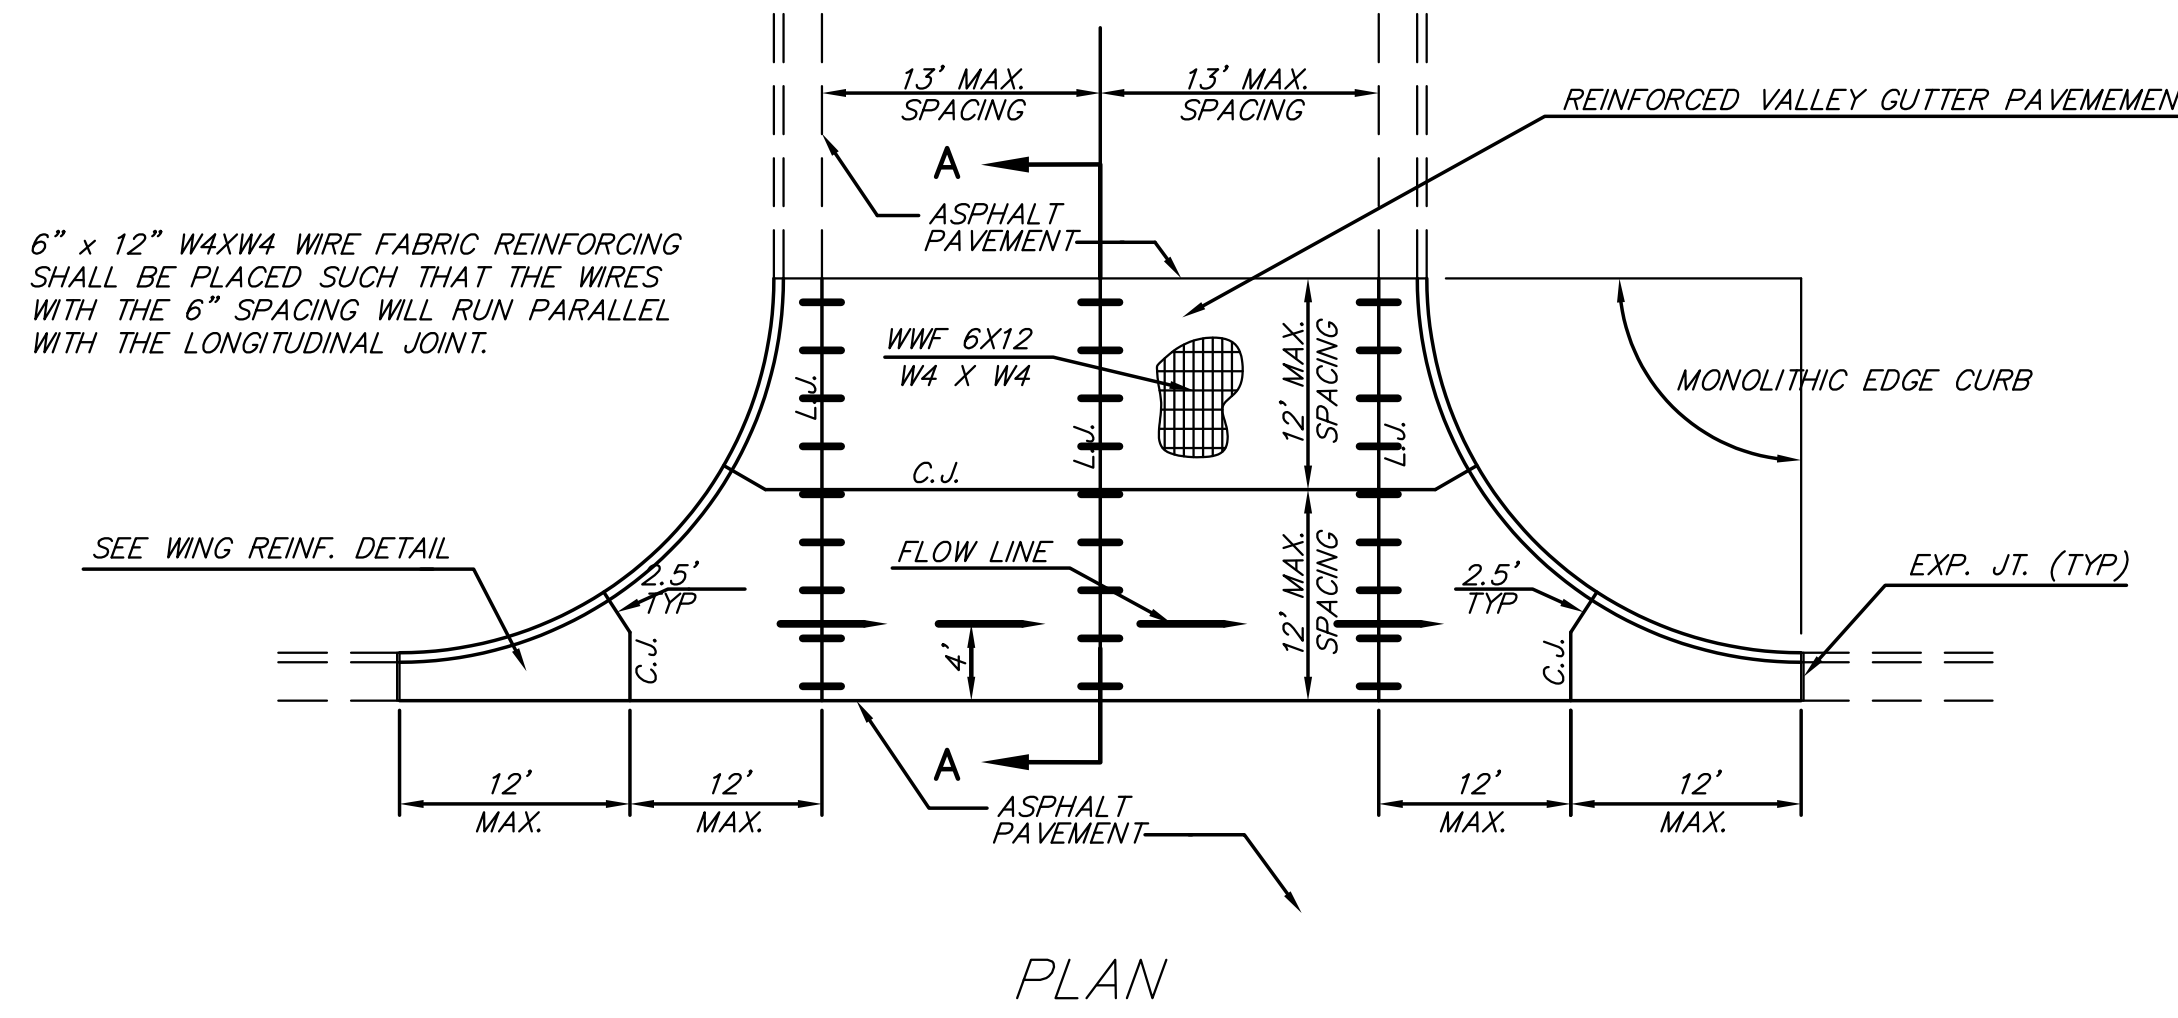 13' MAX.
SPACING
13' MAX.
SPACING
REINFORCED VALLEY GUTTER PAVEMEMEN
A
ASPHALT
PAVEMENT
6" x 12" W4XW4 WIRE FABRIC REINFORCING
SHALL BE PLACED SUCH THAT THE WIRES
WITH THE 6" SPACING WILL RUN PARALLEL
WITH THE LONGITUDINAL JOINT.
WWF 6X12
W4 X W4
12' MAX.
SPACING
MONOLITHIC EDGE CURB
L.J.
L.J.
L.J.
C.J.
SEE WING REINF. DETAIL
FLOW LINE
2.5'
TYP
12' MAX.
SPACING
2.5'
TYP
EXP. JT. (TYP)
C.J.
4'
C.J.
A
12'
MAX.
12'
MAX.
12'
MAX.
12'
MAX.
ASPHALT
PAVEMENT
PLAN